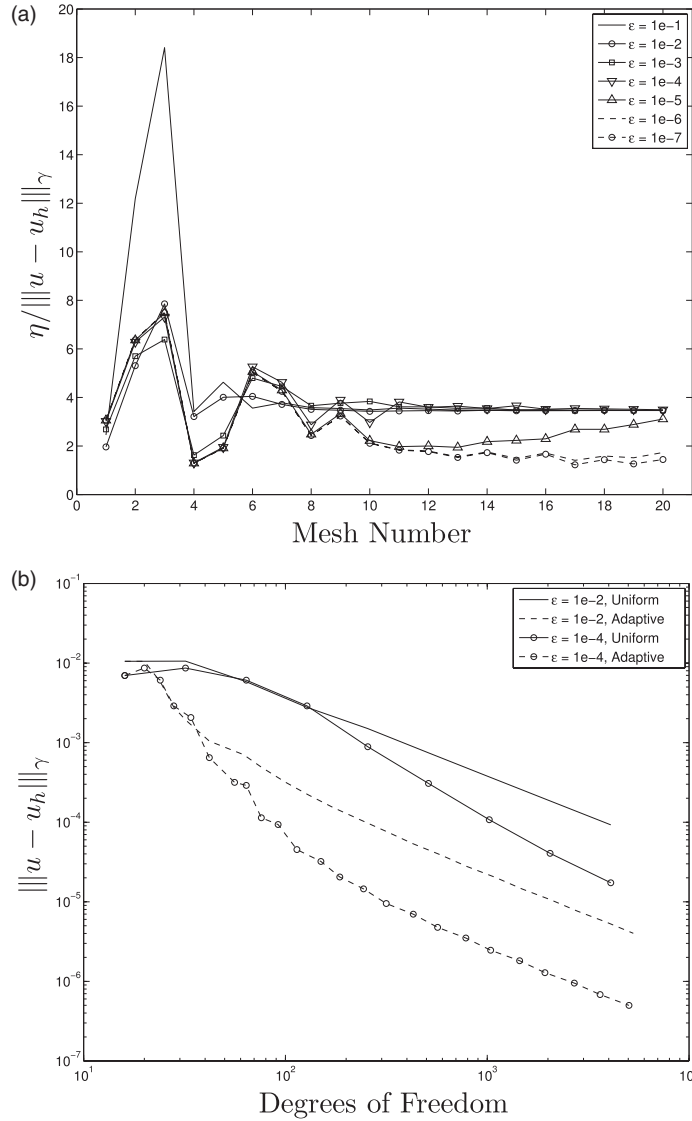 (a)
20
18
16
14
12
10
8
6
4
2
0
η/|||u − u_h|||_γ
0 2 4 6 8 10 12 14 16 18 20
Mesh Number
ε = 1e−1
ε = 1e−2
ε = 1e−3
ε = 1e−4
ε = 1e−5
ε = 1e−6
ε = 1e−7
(b)
10^−1
10^−2
10^−3
10^−4
10^−5
10^−6
10^−7
|||u − u_h|||_γ
10^1 10^2 10^3 10
Degrees of Freedom
ε = 1e−2, Uniform
ε = 1e−2, Adaptive
ε = 1e−4, Uniform
ε = 1e−4, Adaptive